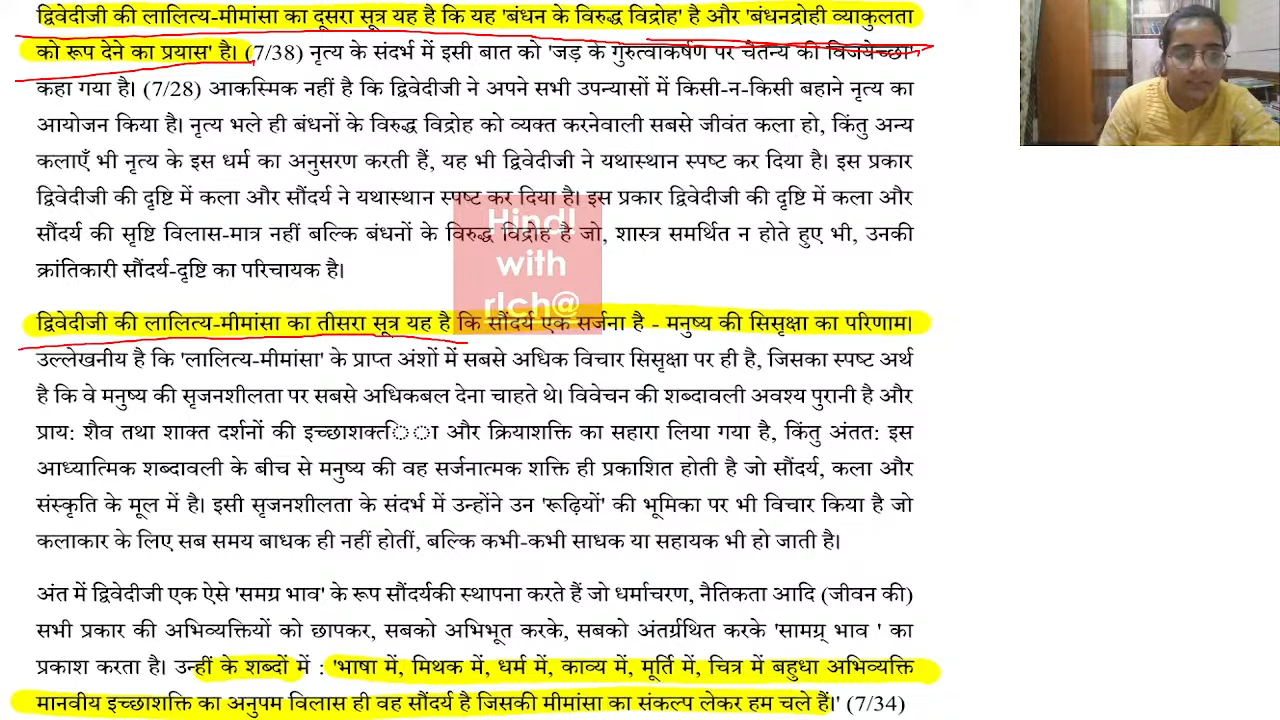 द्विवेदीजी की लालित्य-मीमांसा का दूसरा सूत्र यह है कि यह 'बंधन के विरुद्ध विद्रोह' है और 'बंधनद्रोही व्याकुलता
को रूप देने का प्रयास' है। (7/38) नृत्य के संदर्भ में इसी बात को 'जड़ के गुरुत्वाकर्षण पर चैतन्य की विजयेच्छा'
कहा गया है। (7/28) आकस्मिक नहीं है कि द्विवेदीजी ने अपने सभी उपन्यासों में किसी-न-किसी बहाने नृत्य का
आयोजन किया है। नृत्य भले ही बंधनों के विरुद्ध विद्रोह को व्यक्त करनेवाली सबसे जीवंत कला हो, किंतु अन्य
कलाएँ भी नृत्य के इस धर्म का अनुसरण करती हैं, यह भी द्विवेदीजी ने यथास्थान स्पष्ट कर दिया है। इस प्रकार
द्विवेदीजी की दृष्टि में कला और सौंदर्य ने यथास्थान स्पष्ट कर दिया है। इस प्रकार द्विवेदीजी की दृष्टि में कला और
सौंदर्य की सृष्टि विलास-मात्र नहीं बल्कि बंधनों के विरुद्ध विद्रोह है जो, शास्त्र समर्थित न होते हुए भी, उनकी
क्रांतिकारी सौंदर्य-दृष्टि का परिचायक है।
HindI
with
rIch@
द्विवेदीजी की लालित्य-मीमांसा का तीसरा सूत्र यह है कि सौंदर्य एक सर्जना है - मनुष्य की सिसृक्षा का परिणाम।
उल्लेखनीय है कि 'लालित्य-मीमांसा' के प्राप्त अंशों में सबसे अधिक विचार सिसृक्षा पर ही है, जिसका स्पष्ट अर्थ
है कि वे मनुष्य की सृजनशीलता पर सबसे अधिकबल देना चाहते थे। विवेचन की शब्दावली अवश्य पुरानी है और
प्राय: शैव तथा शाक्त दर्शनों की इच्छाशक्त‍ि‍ा और क्रियाशक्ति का सहारा लिया गया है, किंतु अंतत: इस
आध्यात्मिक शब्दावली के बीच से मनुष्य की वह सर्जनात्मक शक्ति ही प्रकाशित होती है जो सौंदर्य, कला और
संस्कृति के मूल में है। इसी सृजनशीलता के संदर्भ में उन्होंने उन 'रूढ़ियों' की भूमिका पर भी विचार किया है जो
कलाकार के लिए सब समय बाधक ही नहीं होतीं, बल्कि कभी-कभी साधक या सहायक भी हो जाती है।
अंत में द्विवेदीजी एक ऐसे 'समग्र भाव' के रूप सौंदर्यकी स्थापना करते हैं जो धर्माचरण, नैतिकता आदि (जीवन की)
सभी प्रकार की अभिव्यक्तियों को छापकर, सबको अभिभूत करके, सबको अंतर्ग्रथित करके 'सामग्र् भाव ' का
प्रकाश करता है। उन्हीं के शब्दों में : 'भाषा में, मिथक में, धर्म में, काव्य में, मूर्ति में, चित्र में बहुधा अभिव्यक्ति
मानवीय इच्छाशक्ति का अनुपम विलास ही वह सौंदर्य है जिसकी मीमांसा का संकल्प लेकर हम चले हैं।' (7/34)